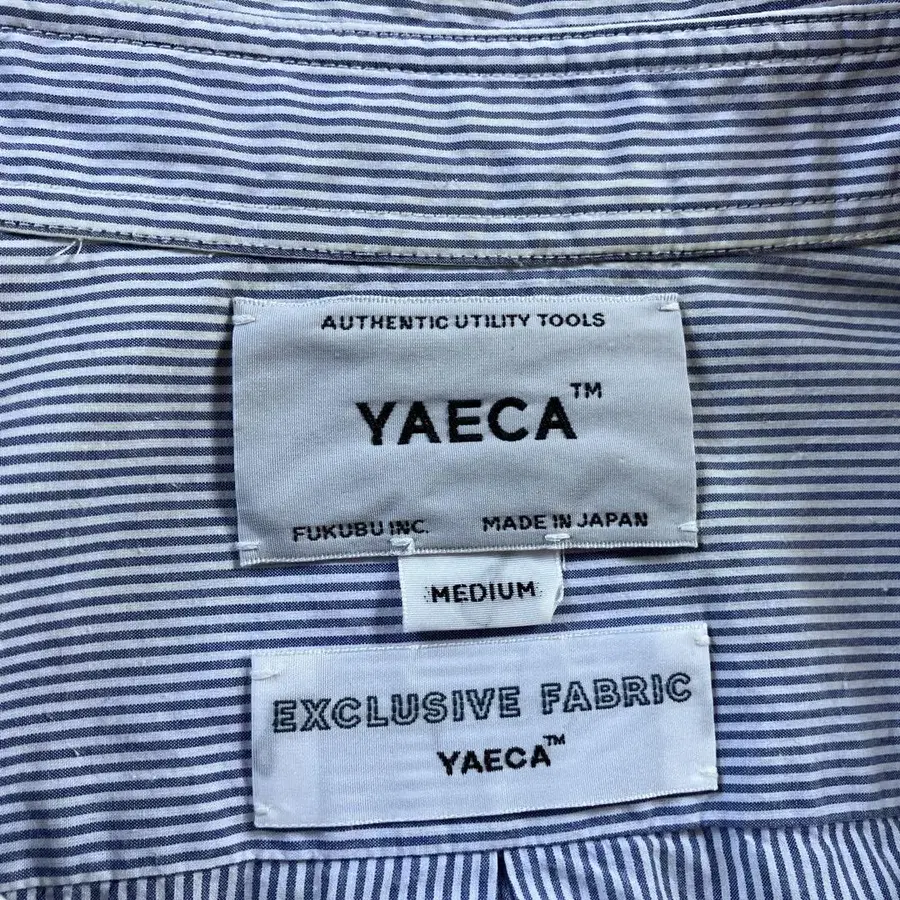 AUTHENTIC UTILITY TOOLS
YAECA™
FUKUBU INC. MADE IN JAPAN
MEDIUM
EXCLUSIVE FABRIC
YAECA™